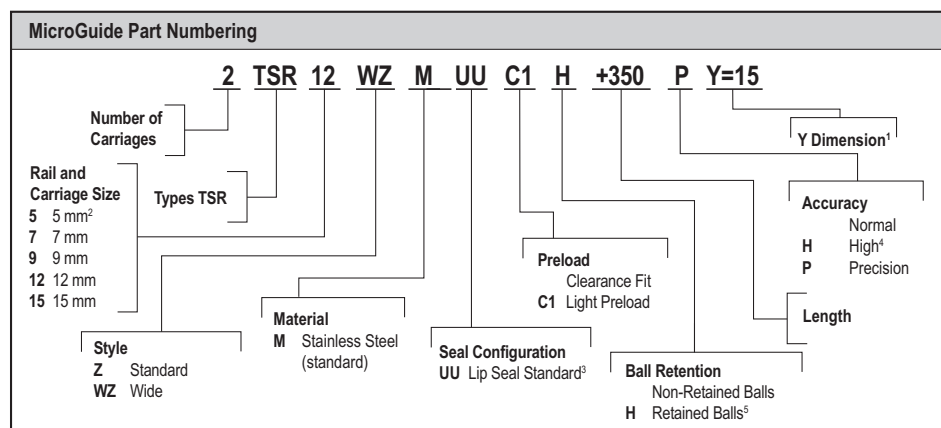 MicroGuide Part Numbering
2 TSR 12 WZ M UU C1 H +350 P Y=15
Number of
Carriages
Y Dimension¹
Rail and
Carriage Size
5 5 mm²
7 7 mm
9 9 mm
12 12 mm
15 15 mm
Types TSR
Accuracy
Normal
H High⁴
P Precision
Preload
Clearance Fit
C1 Light Preload
Length
Material
M Stainless Steel
(standard)
Style
Z Standard
WZ Wide
Seal Configuration
UU Lip Seal Standard³
Ball Retention
Non-Retained Balls
H Retained Balls⁵